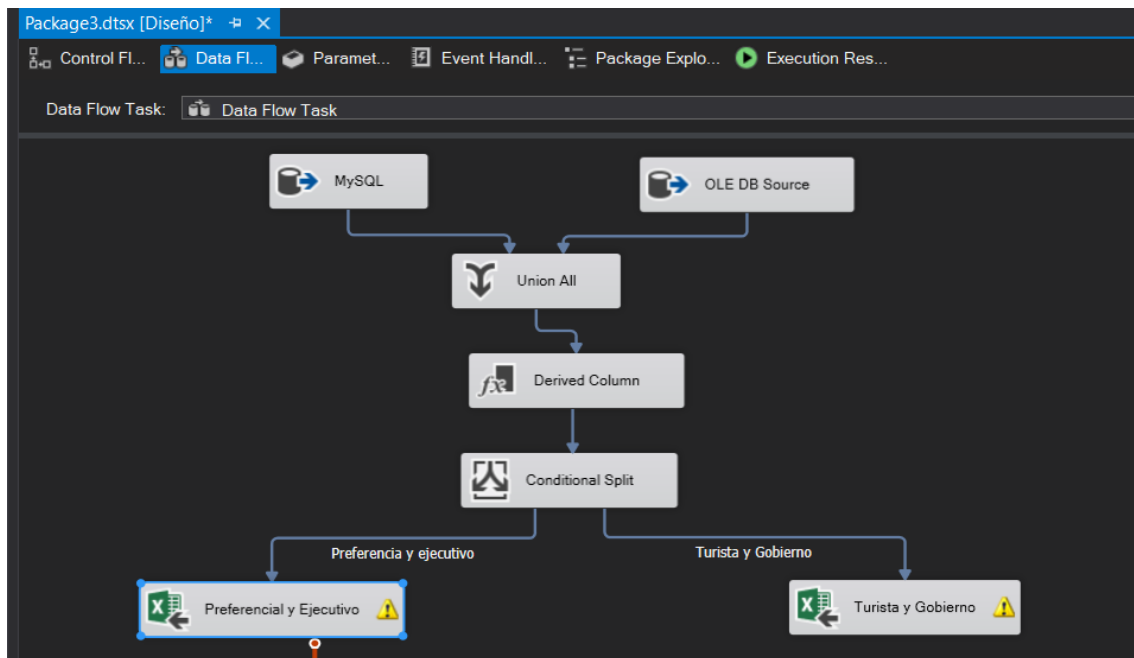 Package3.dtsx [Diseño]*
Control Fl... Data Fl... Paramet... Event Handl... Package Explo... Execution Res...
Data Flow Task: Data Flow Task
MySQL
OLE DB Source
Union All
Derived Column
Conditional Split
Preferencia y ejecutivo
Turista y Gobierno
Preferencial y Ejecutivo
Turista y Gobierno